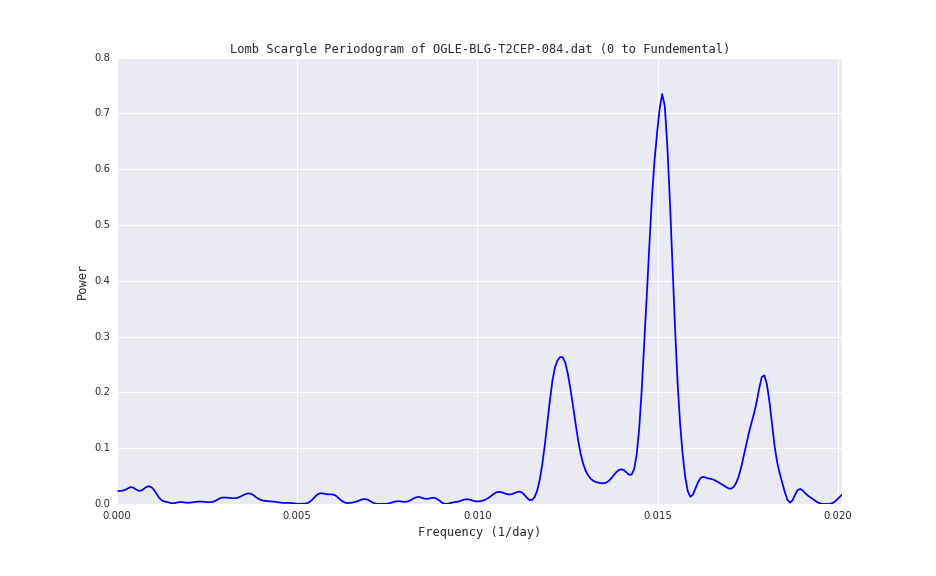 Lomb Scargle Periodogram of OGLE-BLG-T2CEP-084.dat (0 to Fundemental)
0.8
0.7
0.6
0.5
0.4
0.3
0.2
0.1
0.0
Power
0.000 0.005 0.010 0.015 0.020
Frequency (1/day)